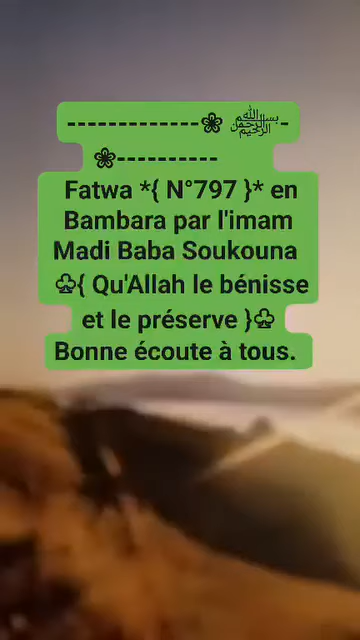 -------------❀ ﷽-
❀----------
Fatwa *{ N°797 }* en
Bambara par l'imam
Madi Baba Soukouna
♧{ Qu'Allah le bénisse
et le préserve }♧
Bonne écoute à tous.